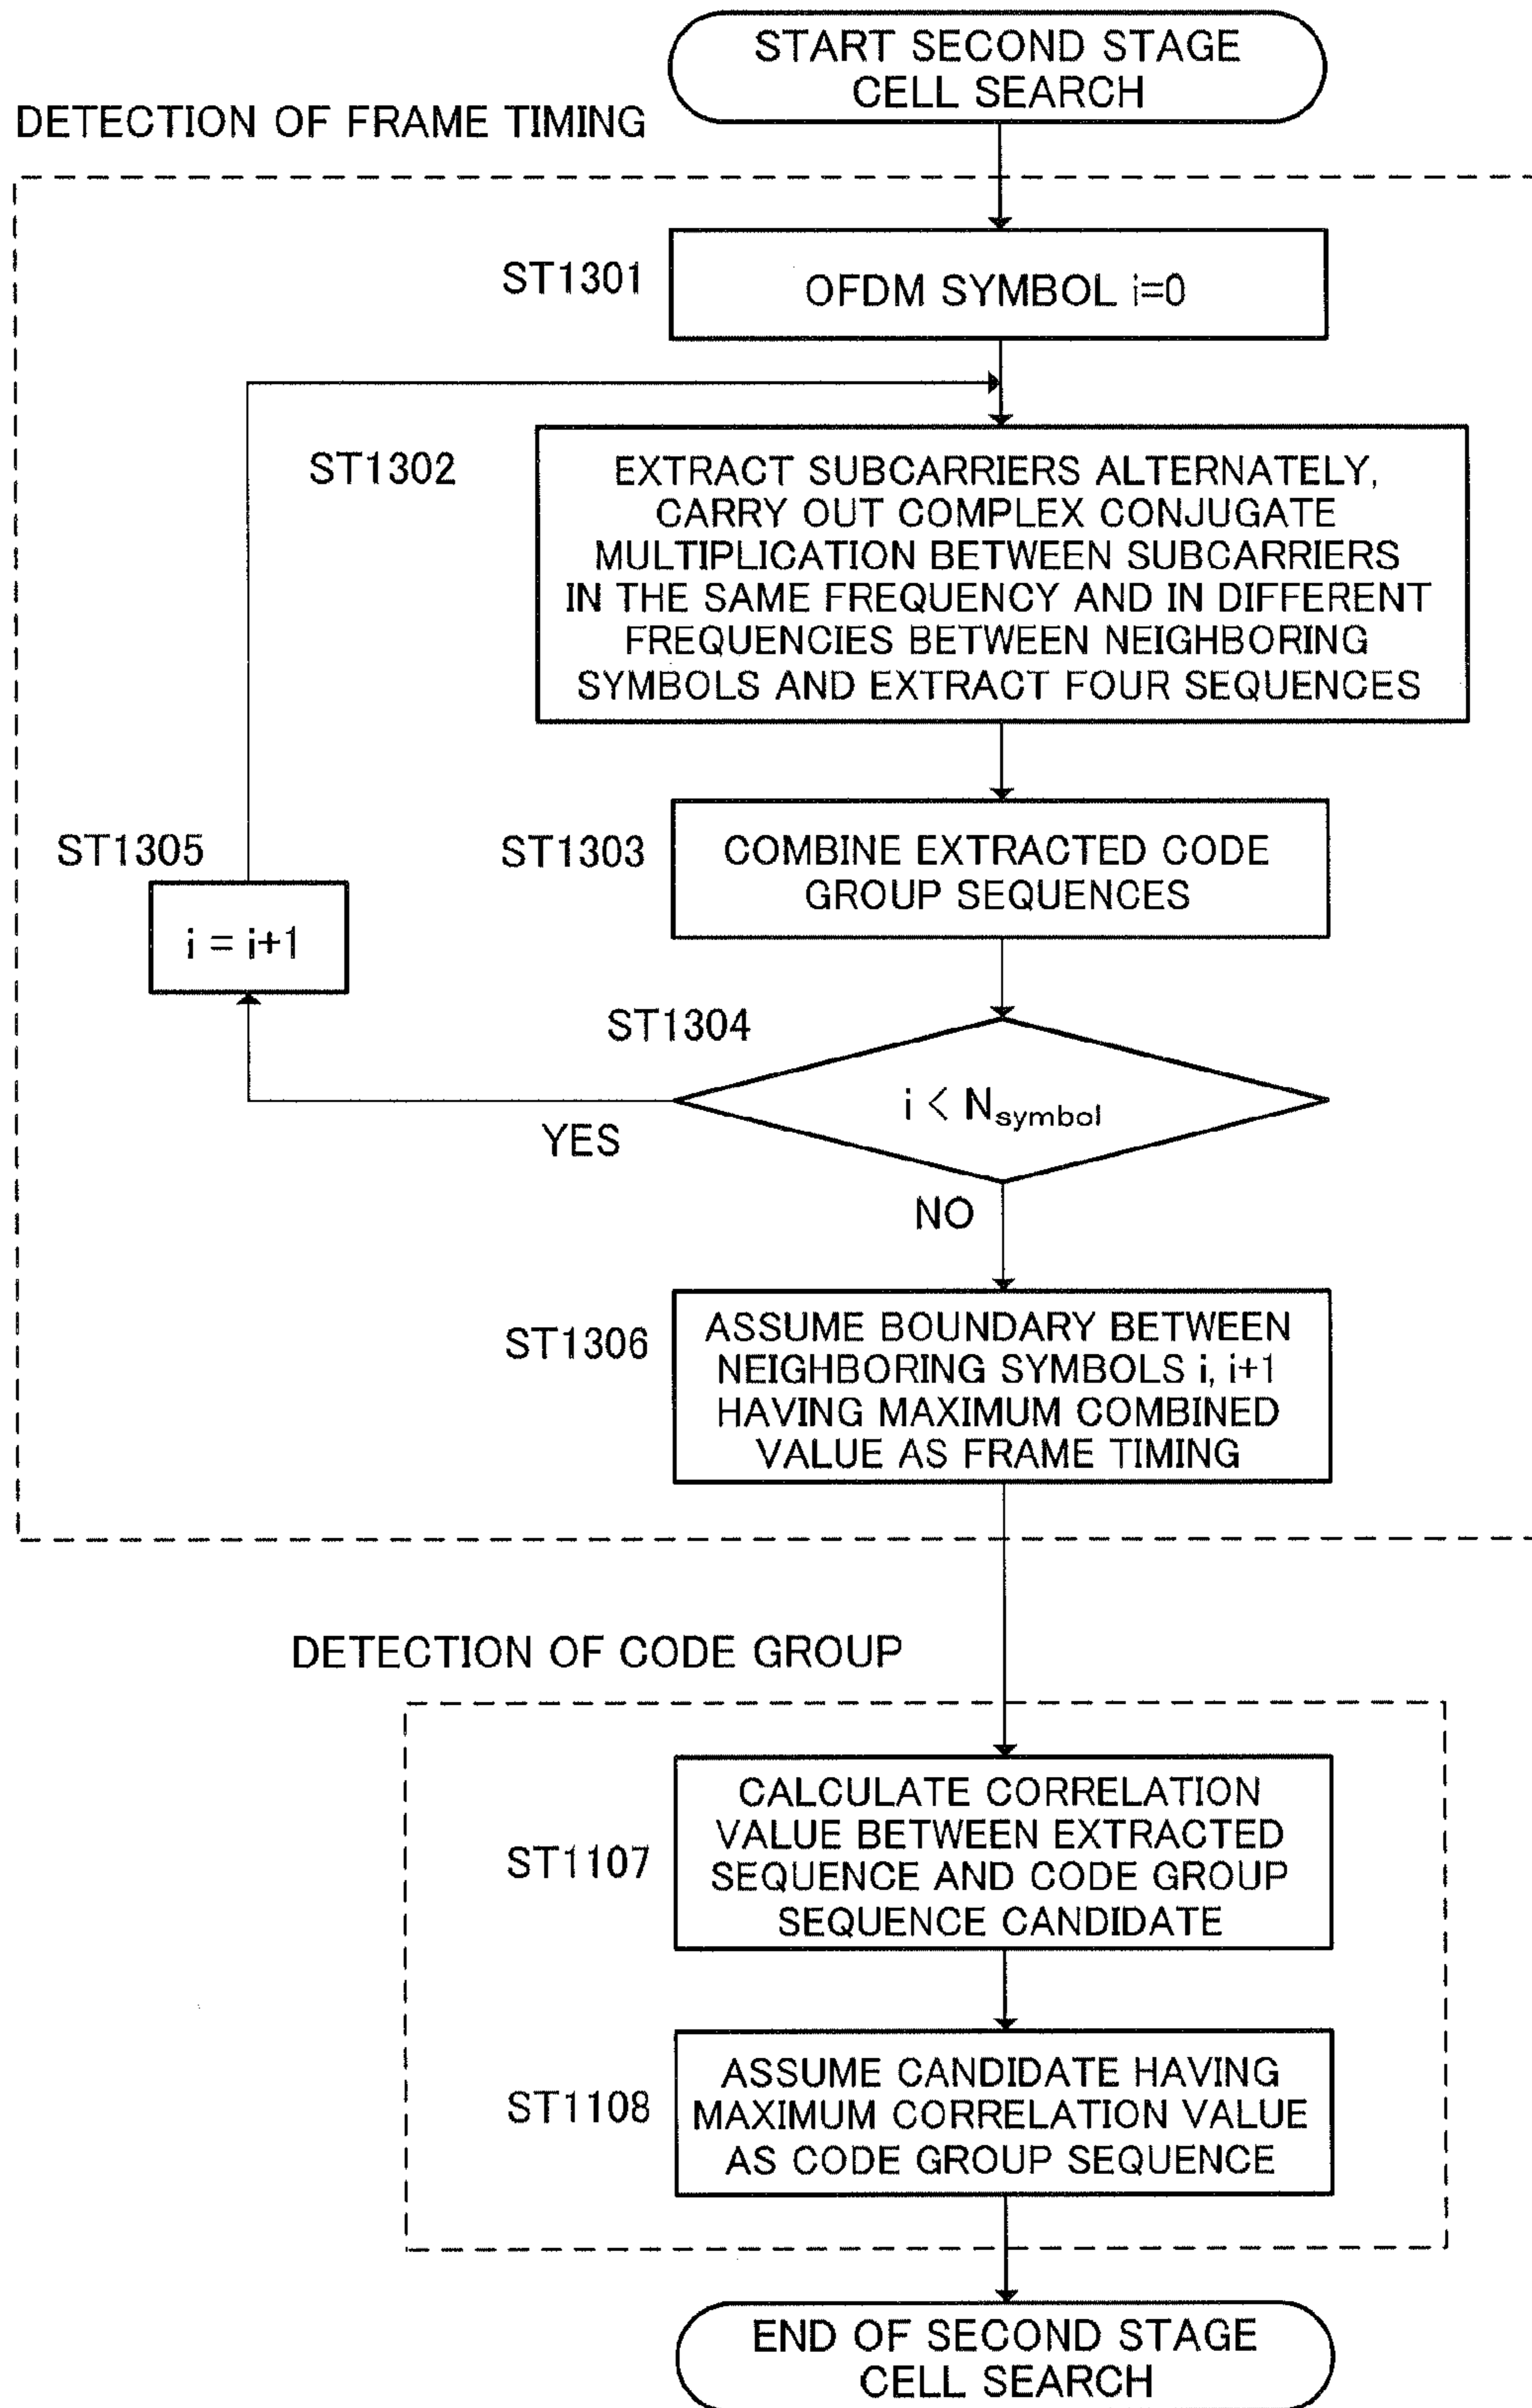 START SECOND STAGE
CELL SEARCH
DETECTION OF FRAME TIMING
ST1301
OFDM SYMBOL i=0
ST1302
EXTRACT SUBCARRIERS ALTERNATELY,
CARRY OUT COMPLEX CONJUGATE
MULTIPLICATION BETWEEN SUBCARRIERS
IN THE SAME FREQUENCY AND IN DIFFERENT
FREQUENCIES BETWEEN NEIGHBORING
SYMBOLS AND EXTRACT FOUR SEQUENCES
ST1305
i = i+1
ST1303
COMBINE EXTRACTED CODE
GROUP SEQUENCES
ST1304
i < Nsymbol
YES
NO
ST1306
ASSUME BOUNDARY BETWEEN
NEIGHBORING SYMBOLS i, i+1
HAVING MAXIMUM COMBINED
VALUE AS FRAME TIMING
DETECTION OF CODE GROUP
ST1107
CALCULATE CORRELATION
VALUE BETWEEN EXTRACTED
SEQUENCE AND CODE GROUP
SEQUENCE CANDIDATE
ST1108
ASSUME CANDIDATE HAVING
MAXIMUM CORRELATION VALUE
AS CODE GROUP SEQUENCE
END OF SECOND STAGE
CELL SEARCH